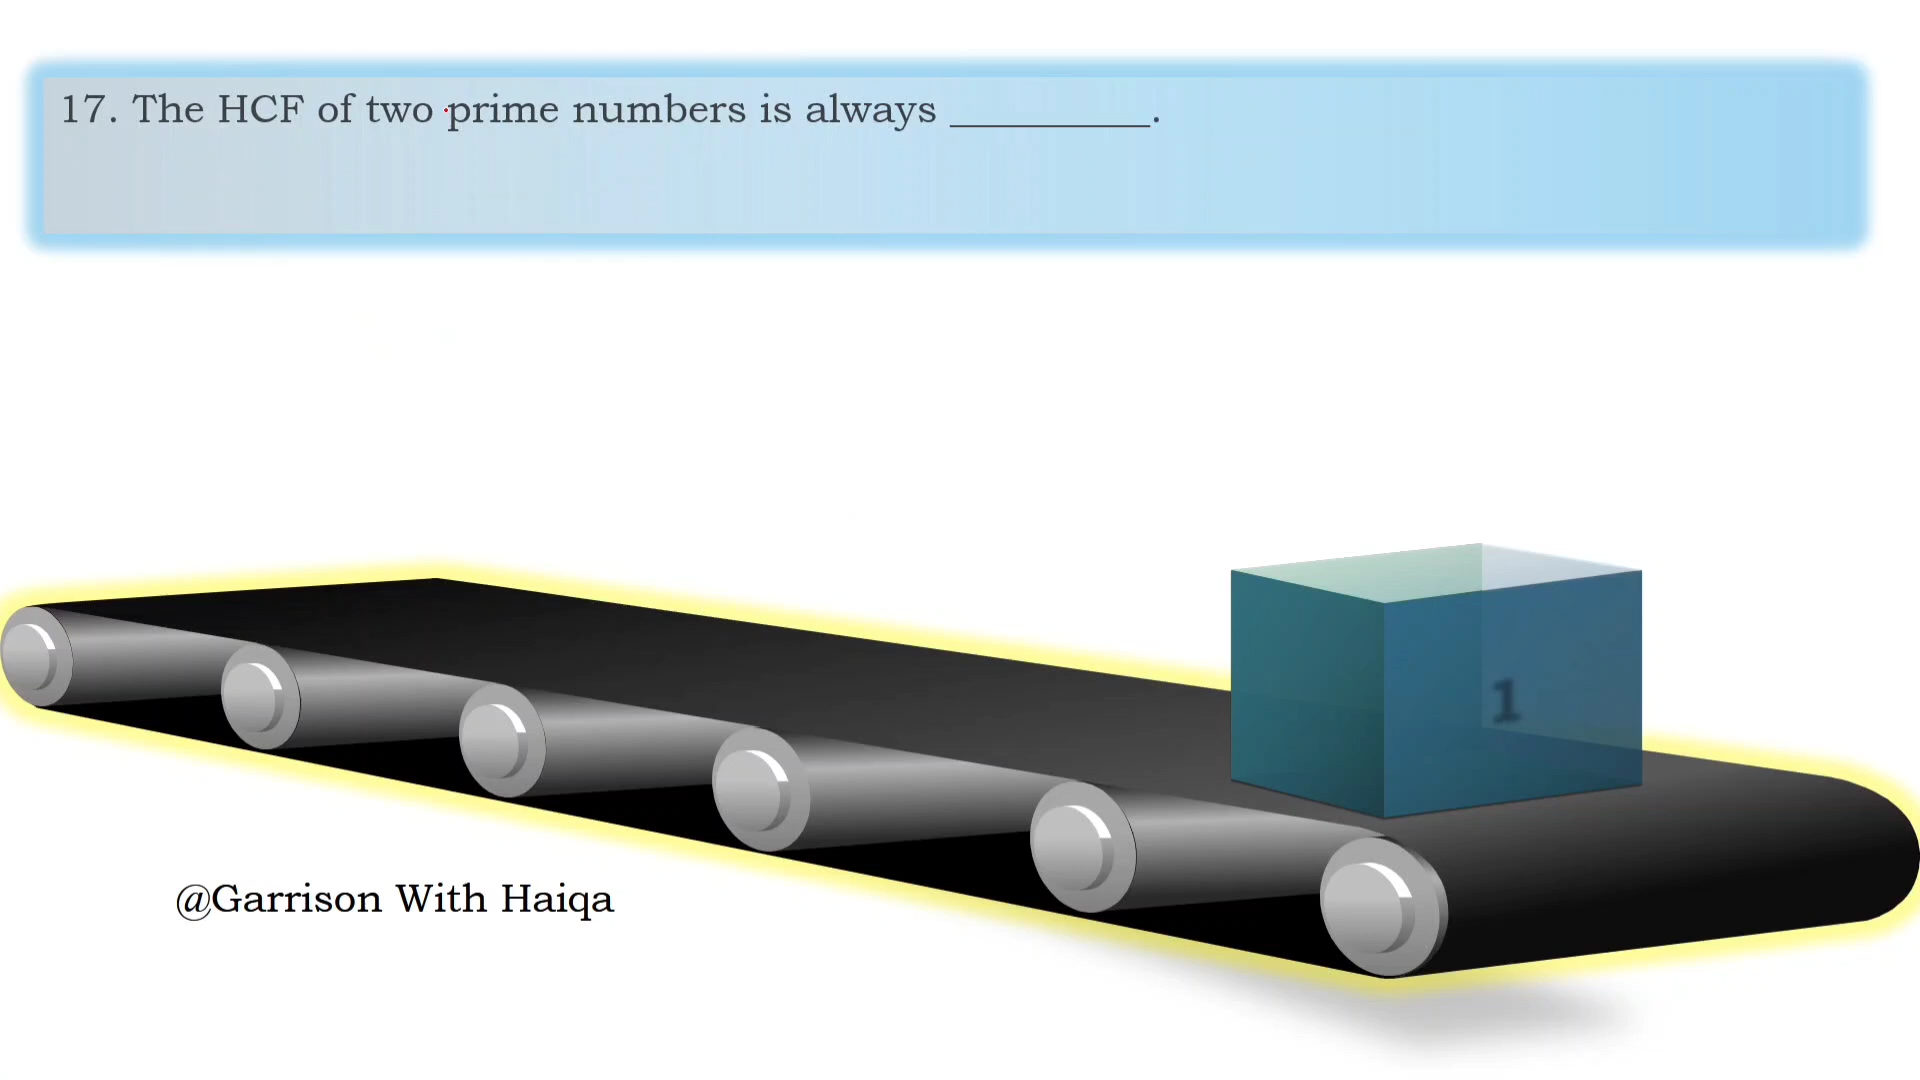 17. The HCF of two prime numbers is always __________.
1
@Garrison With Haiqa